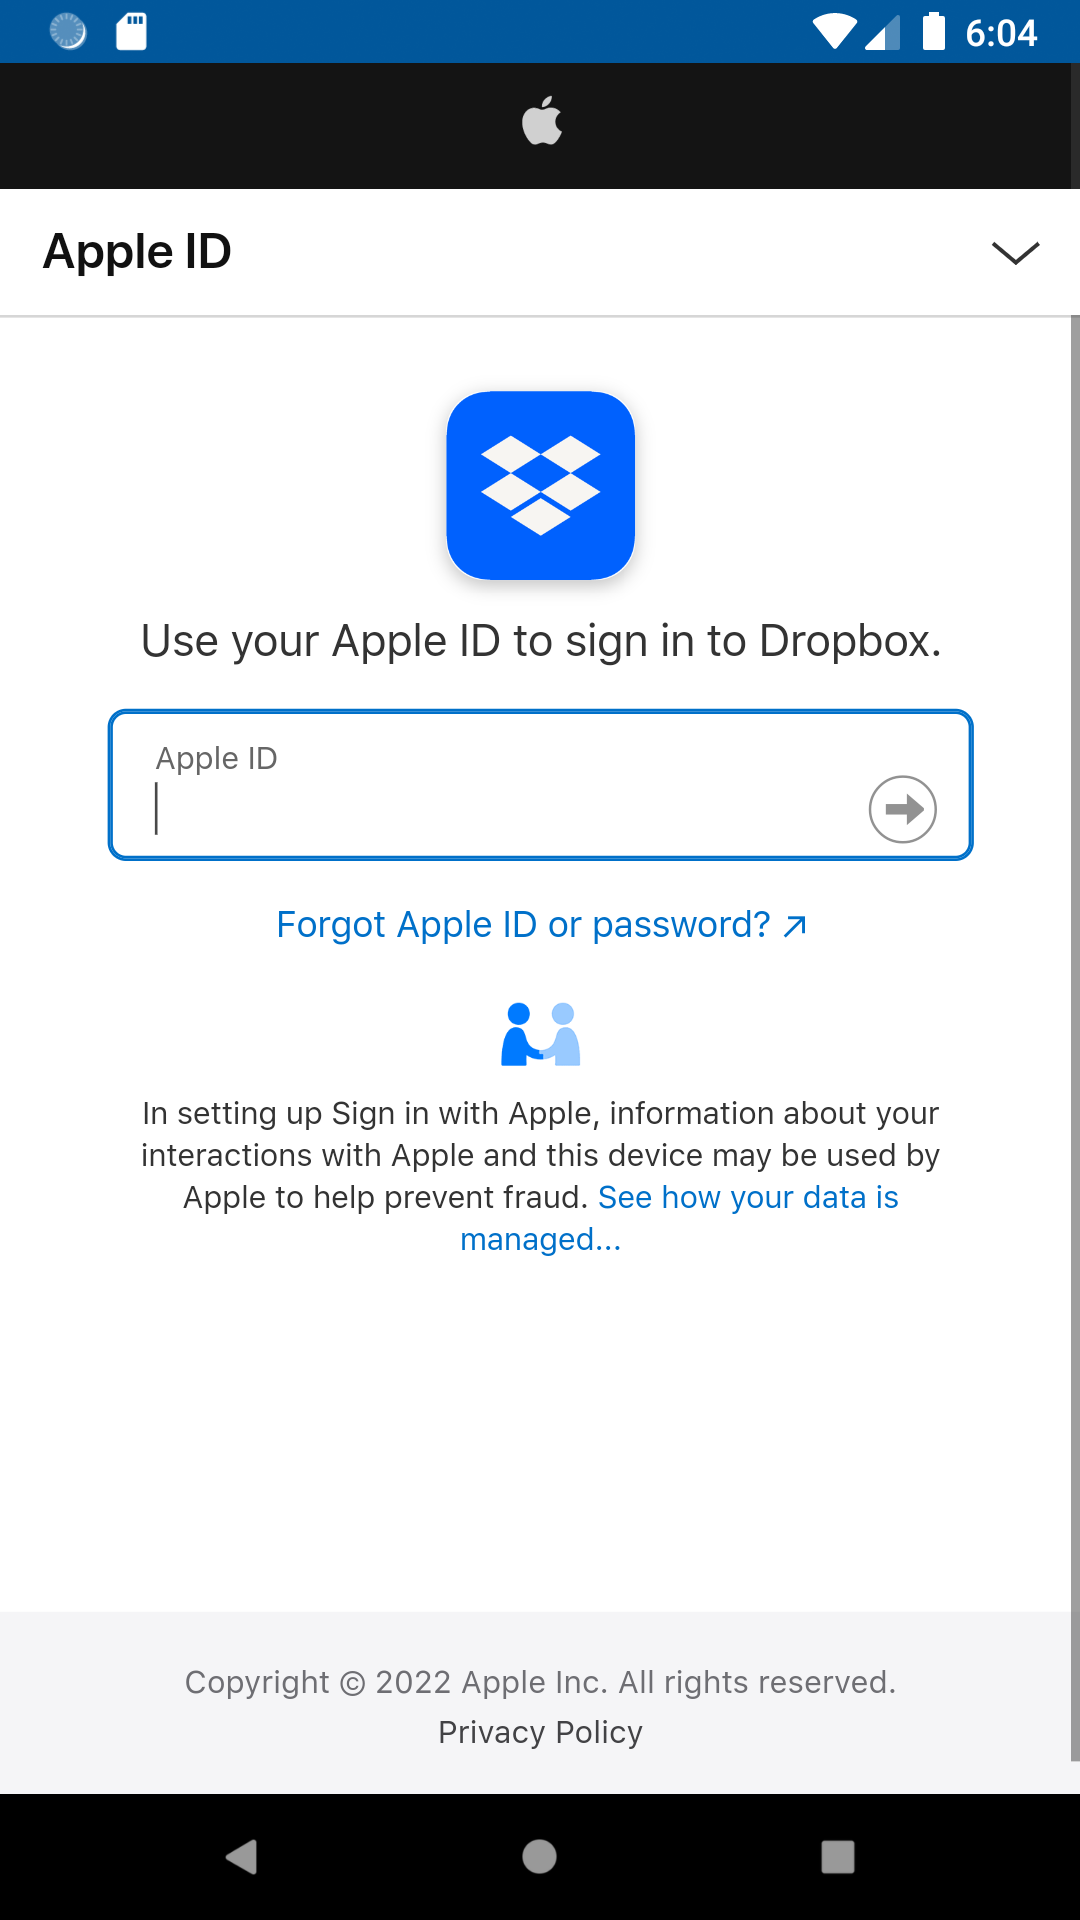 6:04
Apple ID
Use your Apple ID to sign in to Dropbox.
Apple ID
Forgot Apple ID or password?
In setting up Sign in with Apple, information about your
interactions with Apple and this device may be used by
Apple to help prevent fraud. See how your data is
managed...
Copyright © 2022 Apple Inc. All rights reserved.
Privacy Policy